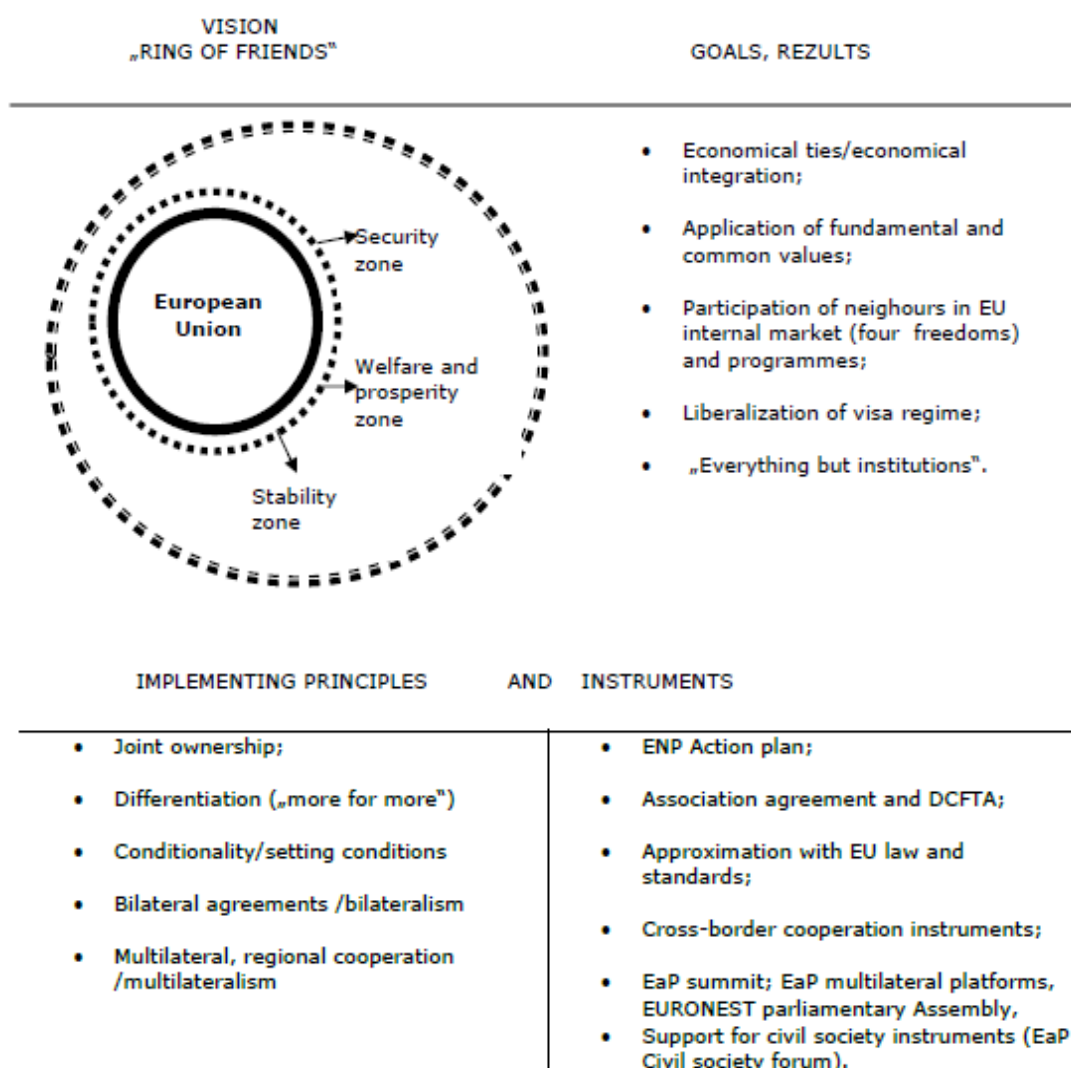 VISION
„RING OF FRIENDS“
GOALS, REZULTS
European
Union
Security
zone
Welfare and
prosperity
zone
Stability
zone
• Economical ties/economical
integration;
• Application of fundamental and
common values;
• Participation of neighours in EU
internal market (four freedoms)
and programmes;
• Liberalization of visa regime;
• „Everything but institutions“.
IMPLEMENTING PRINCIPLES AND INSTRUMENTS
• Joint ownership;
• Differentiation („more for more“)
• Conditionality/setting conditions
• Bilateral agreements /bilateralism
• Multilateral, regional cooperation
/multilateralism
• ENP Action plan;
• Association agreement and DCFTA;
• Approximation with EU law and
standards;
• Cross-border cooperation instruments;
• EaP summit; EaP multilateral platforms,
EURONEST parliamentary Assembly,
• Support for civil society instruments (EaP
Civil society forum).